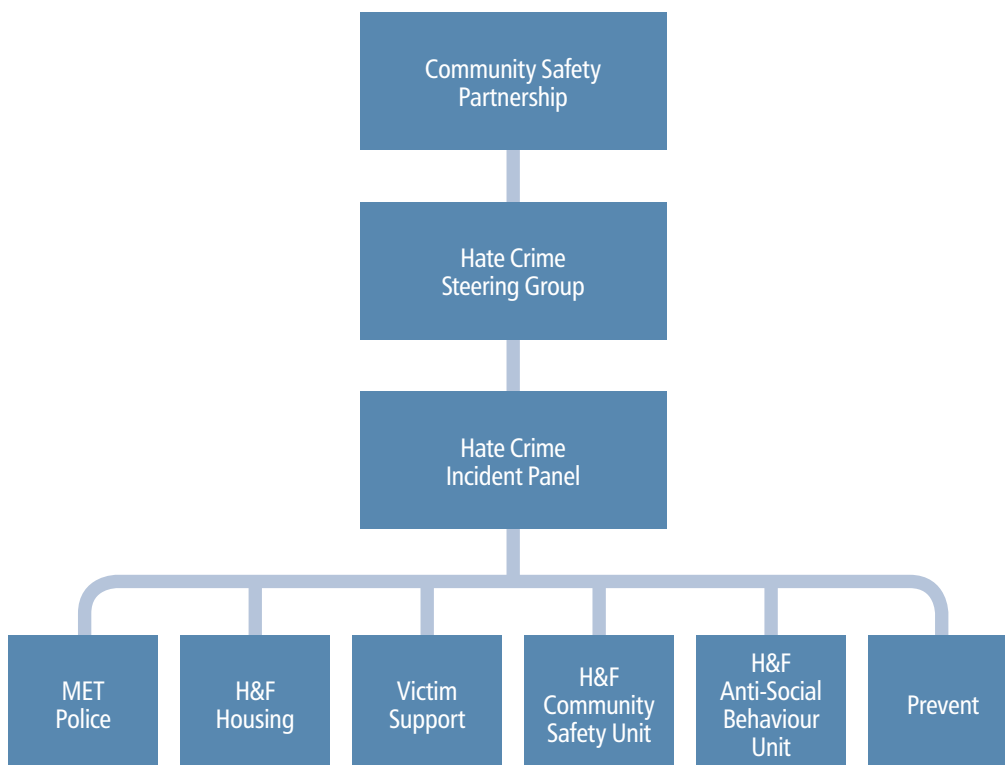 Community Safety
Partnership
Hate Crime
Steering Group
Hate Crime
Incident Panel
MET
Police
H&F
Housing
Victim
Support
H&F
Community
Safety Unit
H&F
Anti-Social
Behaviour
Unit
Prevent